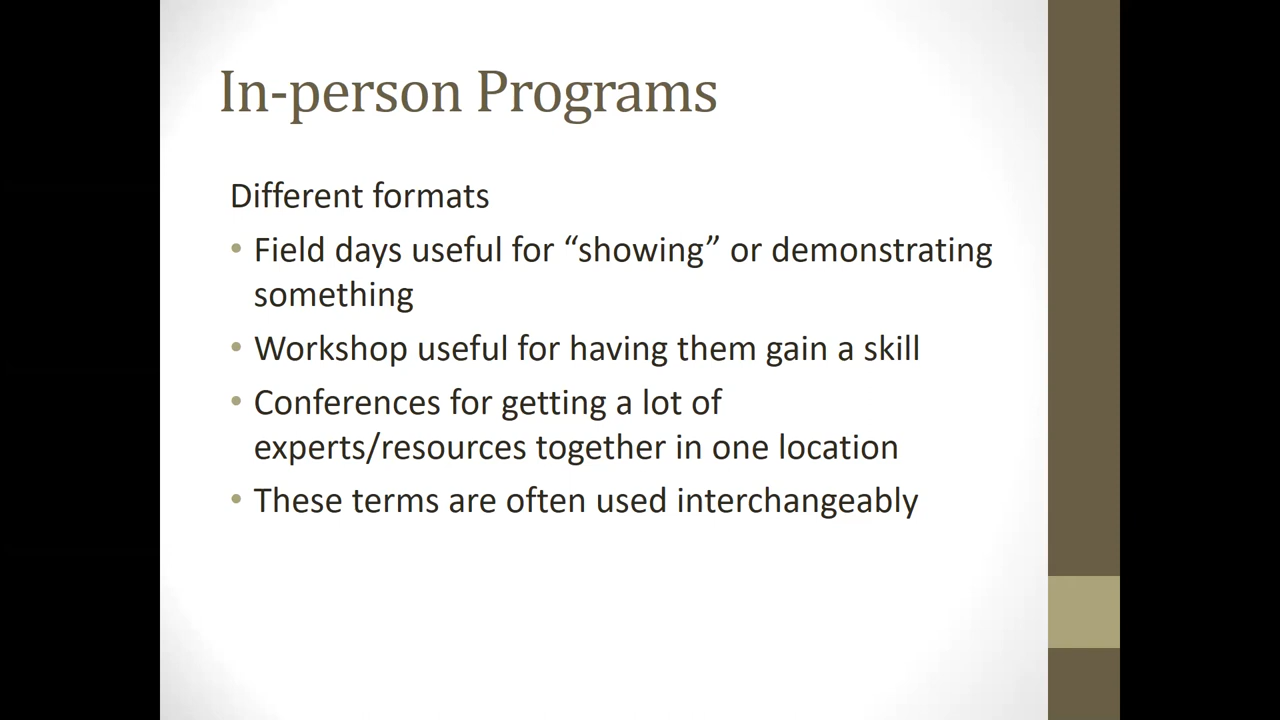 In-person Programs
Different formats
• Field days useful for “showing” or demonstrating
something
• Workshop useful for having them gain a skill
• Conferences for getting a lot of
experts/resources together in one location
• These terms are often used interchangeably